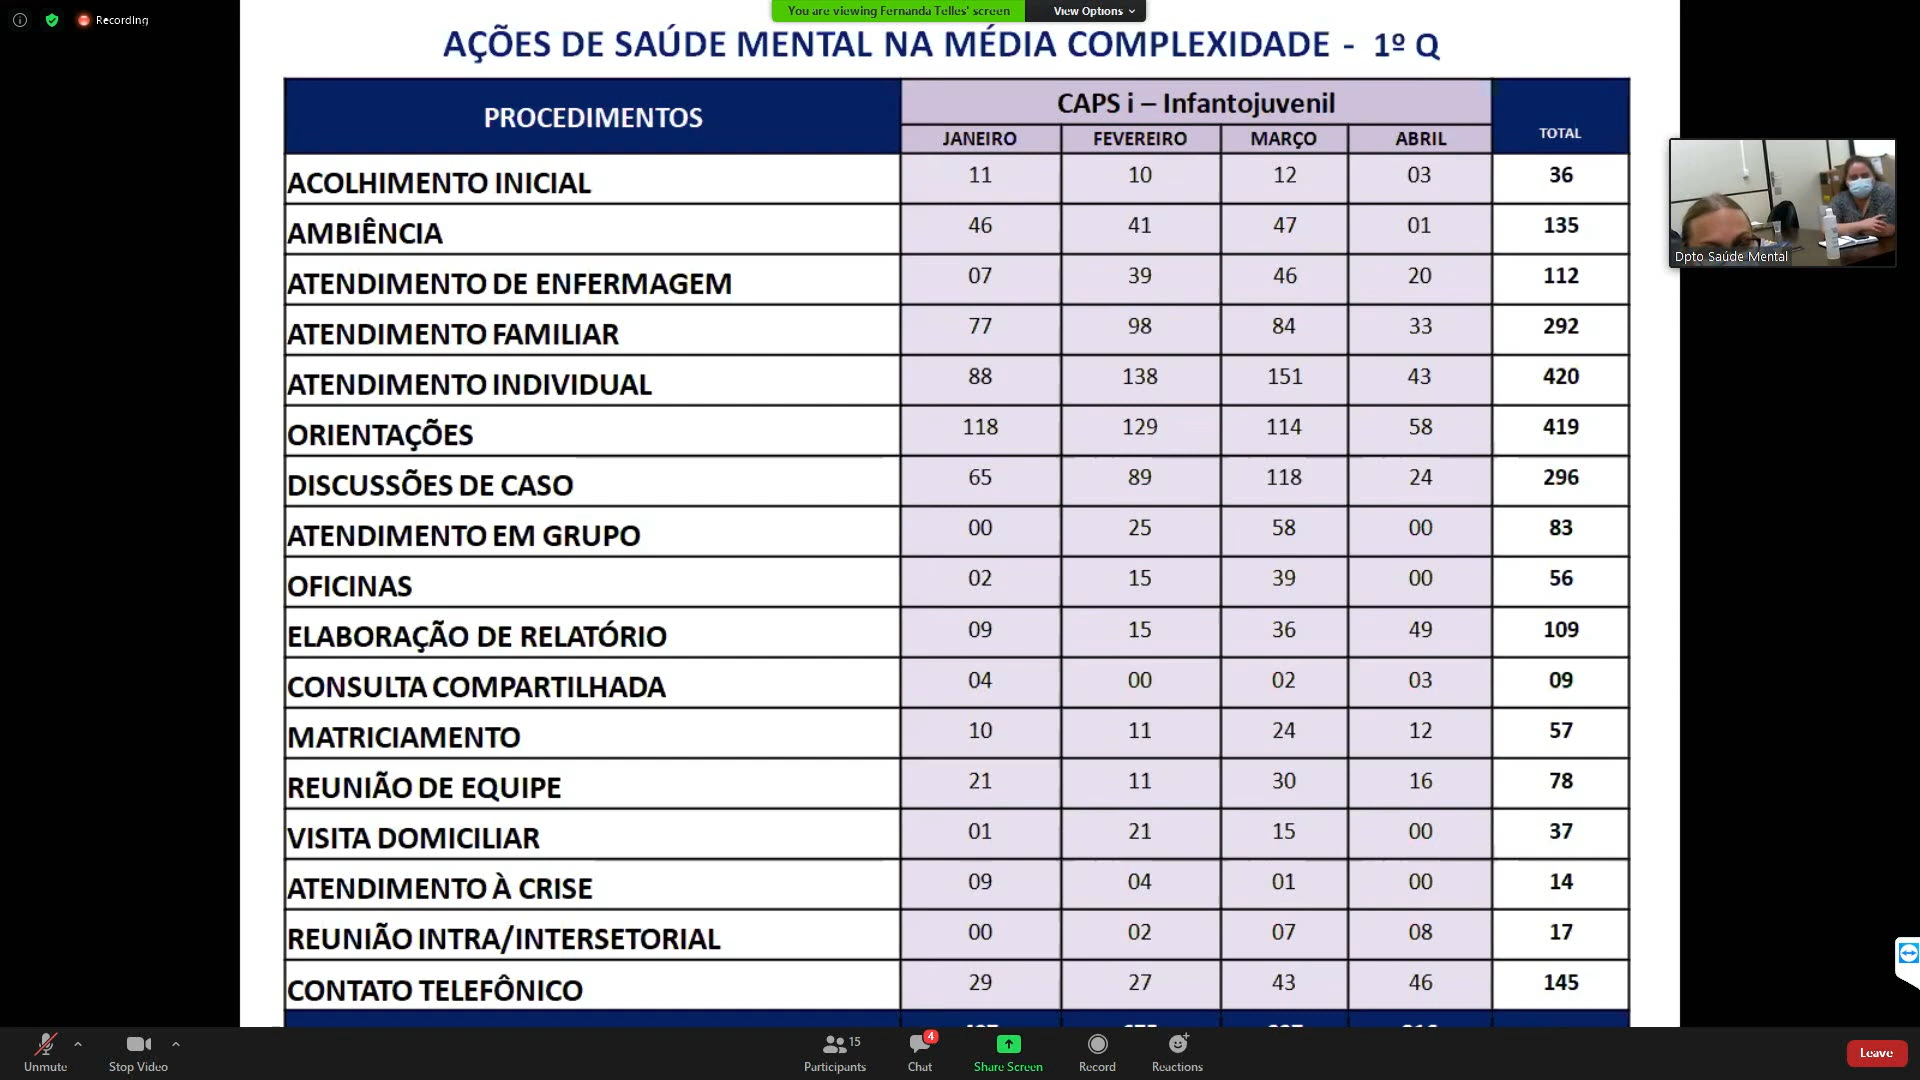 Recording
You are viewing Fernanda Telles' screen
View Options
AÇÕES DE SAÚDE MENTAL NA MÉDIA COMPLEXIDADE - 1º Q
PROCEDIMENTOS CAPS i – Infantojuvenil TOTAL
JANEIRO FEVEREIRO MARÇO ABRIL
ACOLHIMENTO INICIAL 11 10 12 03 36
AMBIÊNCIA 46 41 47 01 135
ATENDIMENTO DE ENFERMAGEM 07 39 46 20 112
ATENDIMENTO FAMILIAR 77 98 84 33 292
ATENDIMENTO INDIVIDUAL 88 138 151 43 420
ORIENTAÇÕES 118 129 114 58 419
DISCUSSÕES DE CASO 65 89 118 24 296
ATENDIMENTO EM GRUPO 00 25 58 00 83
OFICINAS 02 15 39 00 56
ELABORAÇÃO DE RELATÓRIO 09 15 36 49 109
CONSULTA COMPARTILHADA 04 00 02 03 09
MATRICIAMENTO 10 11 24 12 57
REUNIÃO DE EQUIPE 21 11 30 16 78
VISITA DOMICILIAR 01 21 15 00 37
ATENDIMENTO À CRISE 09 04 01 00 14
REUNIÃO INTRA/INTERSETORIAL 00 02 07 08 17
CONTATO TELEFÔNICO 29 27 43 46 145
Dpto Saúde Mental
Unmute
Stop Video
15
Participants
4
Chat
Share Screen
Record
Reactions
Leave